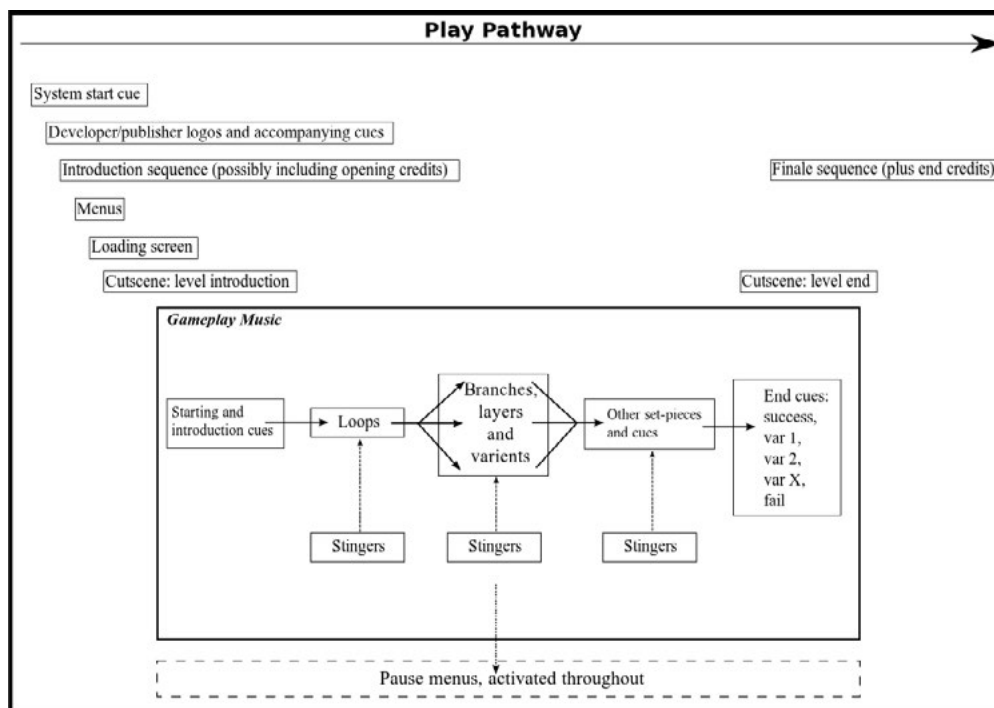 Play Pathway
System start cue
Developer/publisher logos and accompanying cues
Introduction sequence (possibly including opening credits)
Finale sequence (plus end credits)
Menus
Loading screen
Cutscene: level introduction
Cutscene: level end
Gameplay Music
Starting and
introduction cues
Loops
Branches,
layers
and
varients
Other set-pieces
and cues
End cues:
success,
var 1,
var 2,
var X,
fail
Stingers
Stingers
Stingers
Pause menus, activated throughout